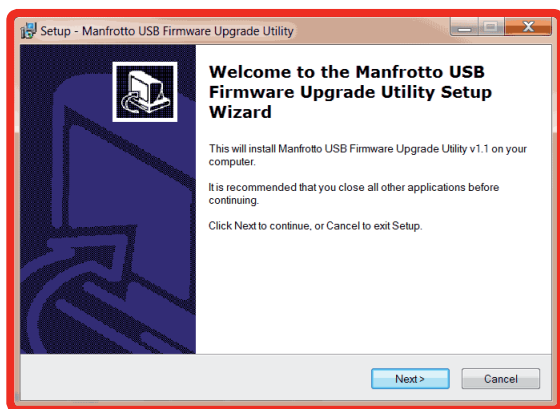 Setup - Manfrotto USB Firmware Upgrade Utility
Welcome to the Manfrotto USB
Firmware Upgrade Utility Setup
Wizard
This will install Manfrotto USB Firmware Upgrade Utility v1.1 on your
computer.
It is recommended that you close all other applications before
continuing.
Click Next to continue, or Cancel to exit Setup.
Next >
Cancel